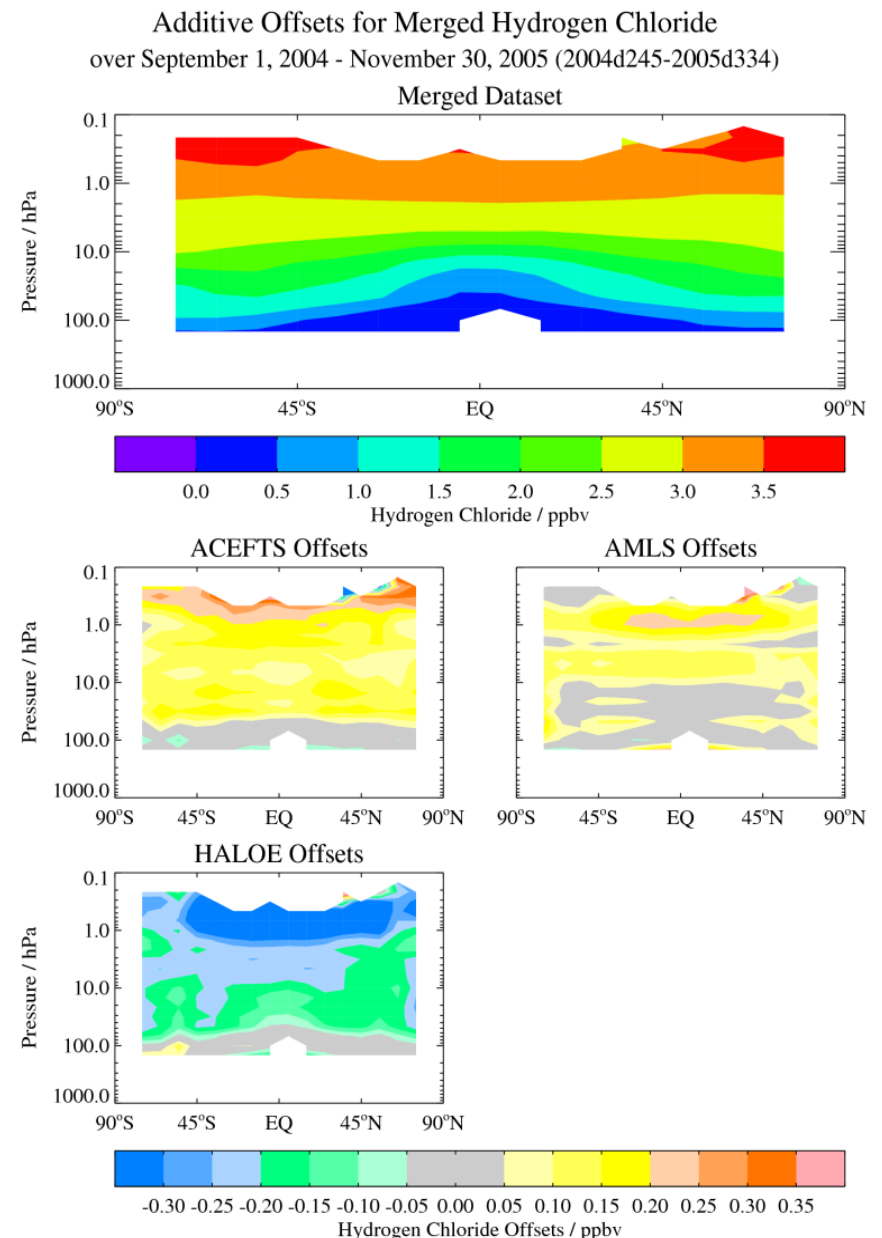 Additive Offsets for Merged Hydrogen Chloride
over September 1, 2004 - November 30, 2005 (2004d245-2005d334)
Merged Dataset
0.1
1.0
10.0
100.0
1000.0
Pressure / hPa
90°S 45°S EQ 45°N 90°N
0.0 0.5 1.0 1.5 2.0 2.5 3.0 3.5
Hydrogen Chloride / ppbv
ACEFTS Offsets
0.1
1.0
10.0
100.0
1000.0
Pressure / hPa
90°S 45°S EQ 45°N 90°N
AMLS Offsets
0.1
1.0
10.0
100.0
1000.0
Pressure / hPa
90°S 45°S EQ 45°N 90°N
HALOE Offsets
0.1
1.0
10.0
100.0
1000.0
Pressure / hPa
90°S 45°S EQ 45°N 90°N
-0.30 -0.25 -0.20 -0.15 -0.10 -0.05 0.00 0.05 0.10 0.15 0.20 0.25 0.30 0.35
Hydrogen Chloride Offsets / ppbv